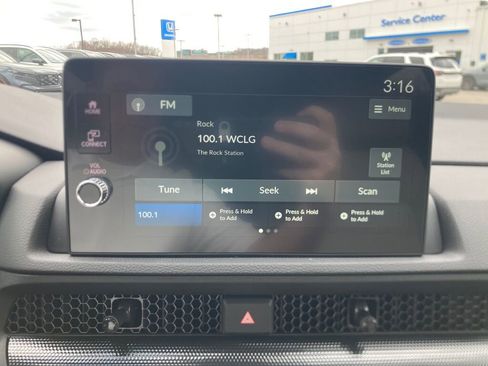 Service Center
3:16
FM
Menu
HOME
Rock
100.1 WCLG
The Rock Station
CONNECT
VOL
AUDIO
Station
List
Tune
Seek
Scan
100.1
Press & Hold
to Add
Press & Hold
to Add
Press & Hold
to Add